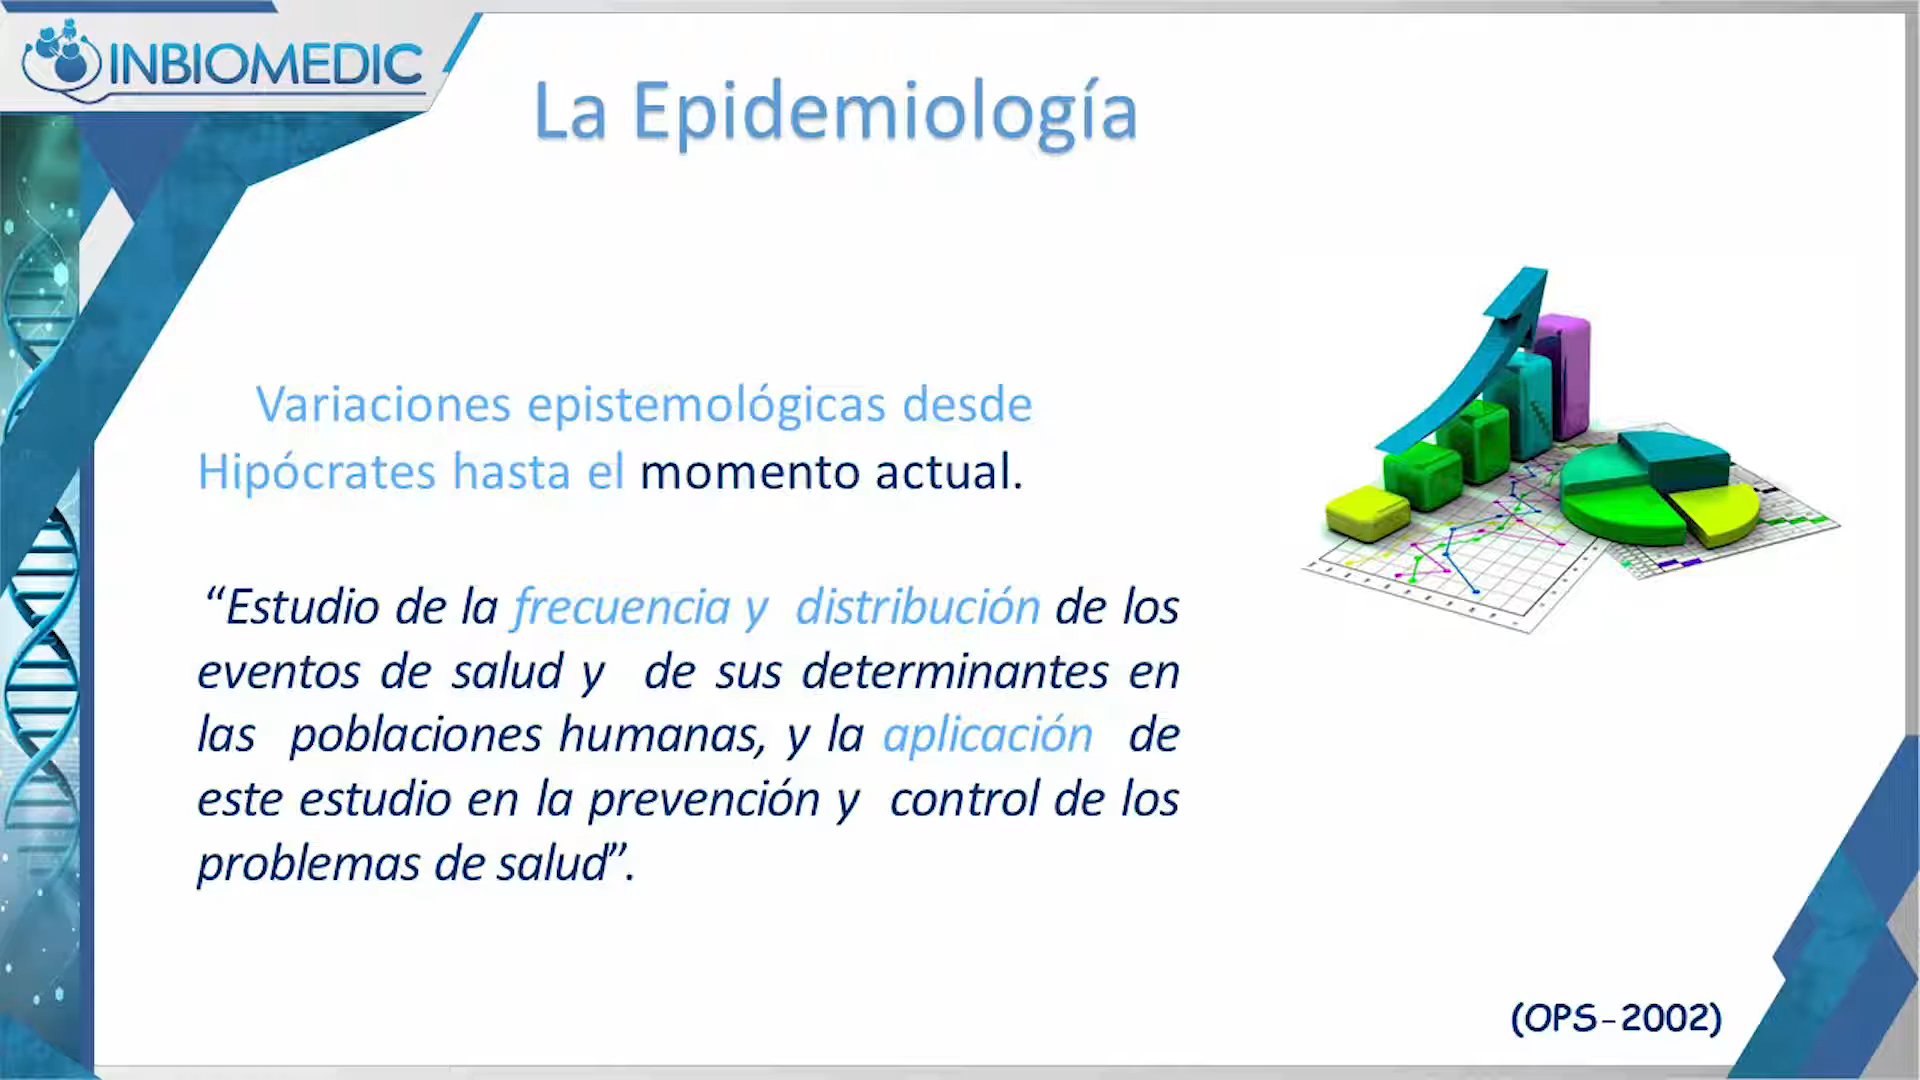 INBIOMEDIC
La Epidemiología
Variaciones epistemológicas desde
Hipócrates hasta el momento actual.
“Estudio de la frecuencia y distribución de los
eventos de salud y de sus determinantes en
las poblaciones humanas, y la aplicación de
este estudio en la prevención y control de los
problemas de salud”.
(OPS-2002)